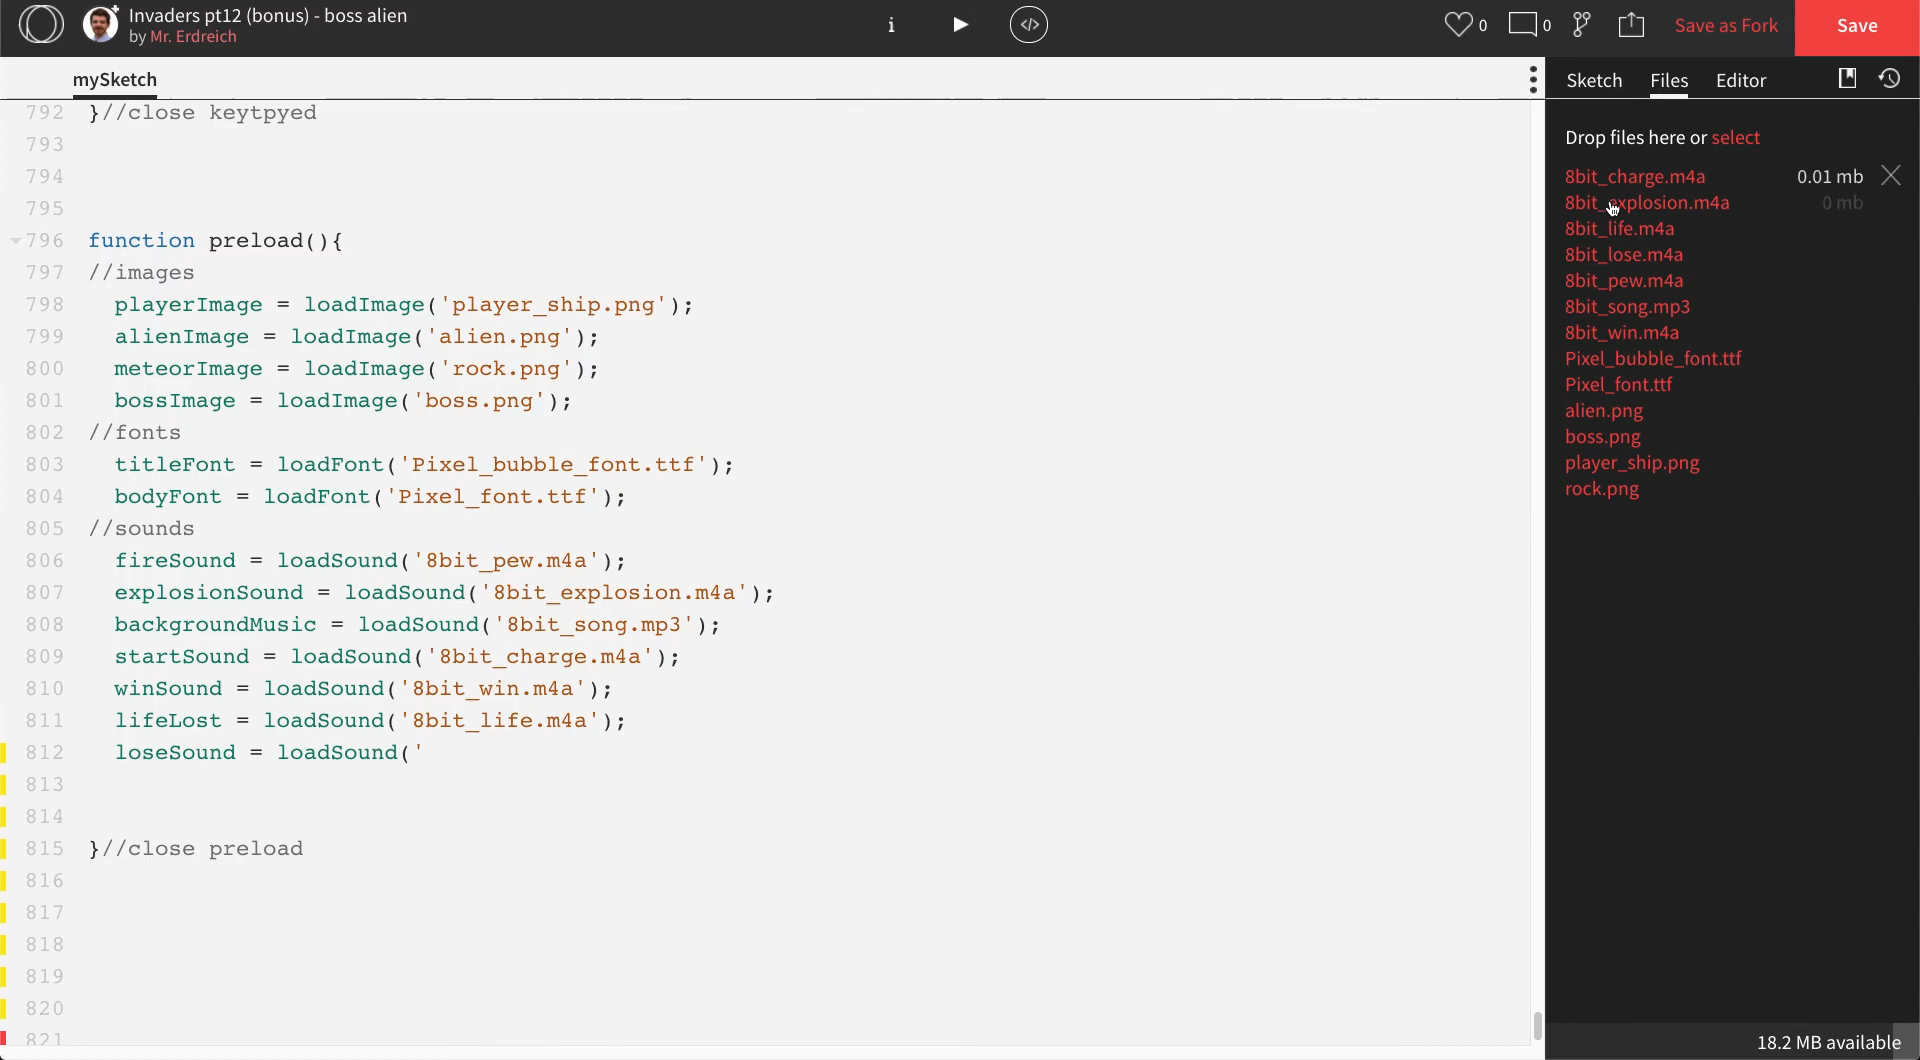 Invaders pt12 (bonus) - boss alien
by Mr. Erdreich
i
</>
0
0
Save as Fork
Save
mySketch
Sketch
Files
Editor
792 }//close keytpyed
793
794
795
796 function preload(){
797 //images
798 playerImage = loadImage('player_ship.png');
799 alienImage = loadImage('alien.png');
800 meteorImage = loadImage('rock.png');
801 bossImage = loadImage('boss.png');
802 //fonts
803 titleFont = loadFont('Pixel_bubble_font.ttf');
804 bodyFont = loadFont('Pixel_font.ttf');
805 //sounds
806 fireSound = loadSound('8bit_pew.m4a');
807 explosionSound = loadSound('8bit_explosion.m4a');
808 backgroundMusic = loadSound('8bit_song.mp3');
809 startSound = loadSound('8bit_charge.m4a');
810 winSound = loadSound('8bit_win.m4a');
811 lifeLost = loadSound('8bit_life.m4a');
812 loseSound = loadSound('
813
814
815 }//close preload
816
817
818
819
820
821
Drop files here or select
8bit_charge.m4a 0.01 mb
8bit_explosion.m4a 0 mb
8bit_life.m4a
8bit_lose.m4a
8bit_pew.m4a
8bit_song.mp3
8bit_win.m4a
Pixel_bubble_font.ttf
Pixel_font.ttf
alien.png
boss.png
player_ship.png
rock.png
18.2 MB available